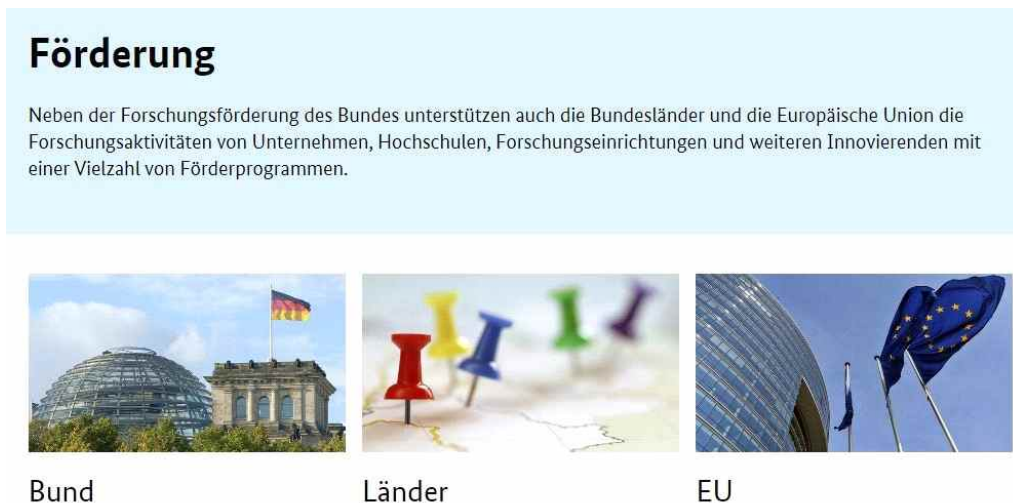 Förderung
Neben der Forschungsförderung des Bundes unterstützen auch die Bundesländer und die Europäische Union die
Forschungsaktivitäten von Unternehmen, Hochschulen, Forschungseinrichtungen und weiteren Innovierenden mit
einer Vielzahl von Förderprogrammen.
Bund
Länder
EU